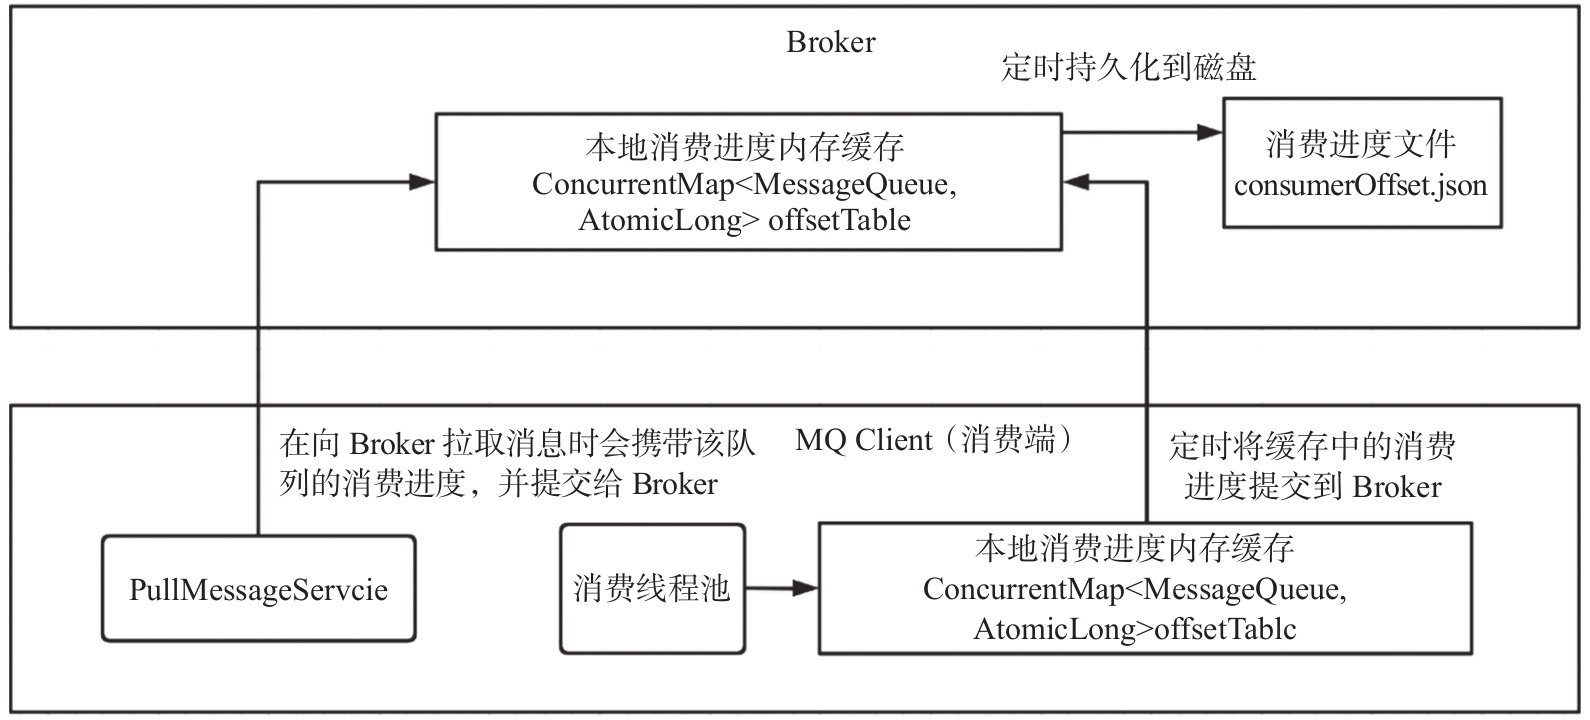 Broker
定时持久化到磁盘
本地消费进度内存缓存
ConcurrentMap<MessageQueue,
AtomicLong> offsetTable
消费进度文件
consumerOffset.json
在向 Broker 拉取消息时会携带该队
列的消费进度，并提交给 Broker
MQ Client（消费端）
定时将缓存中的消费
进度提交到 Broker
PullMessageServcie
消费线程池
本地消费进度内存缓存
ConcurrentMap<MessageQueue,
AtomicLong>offsetTablc